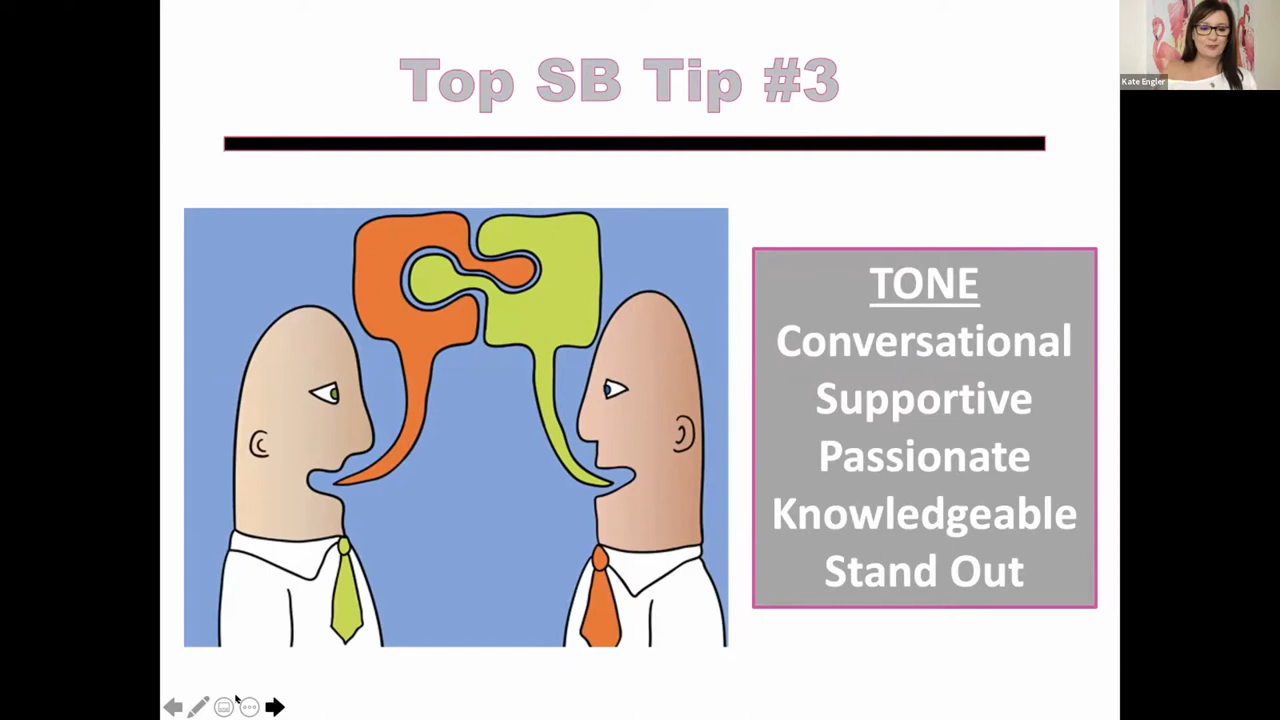 Top SB Tip #3
Kate Engler
TONE
Conversational
Supportive
Passionate
Knowledgeable
Stand Out